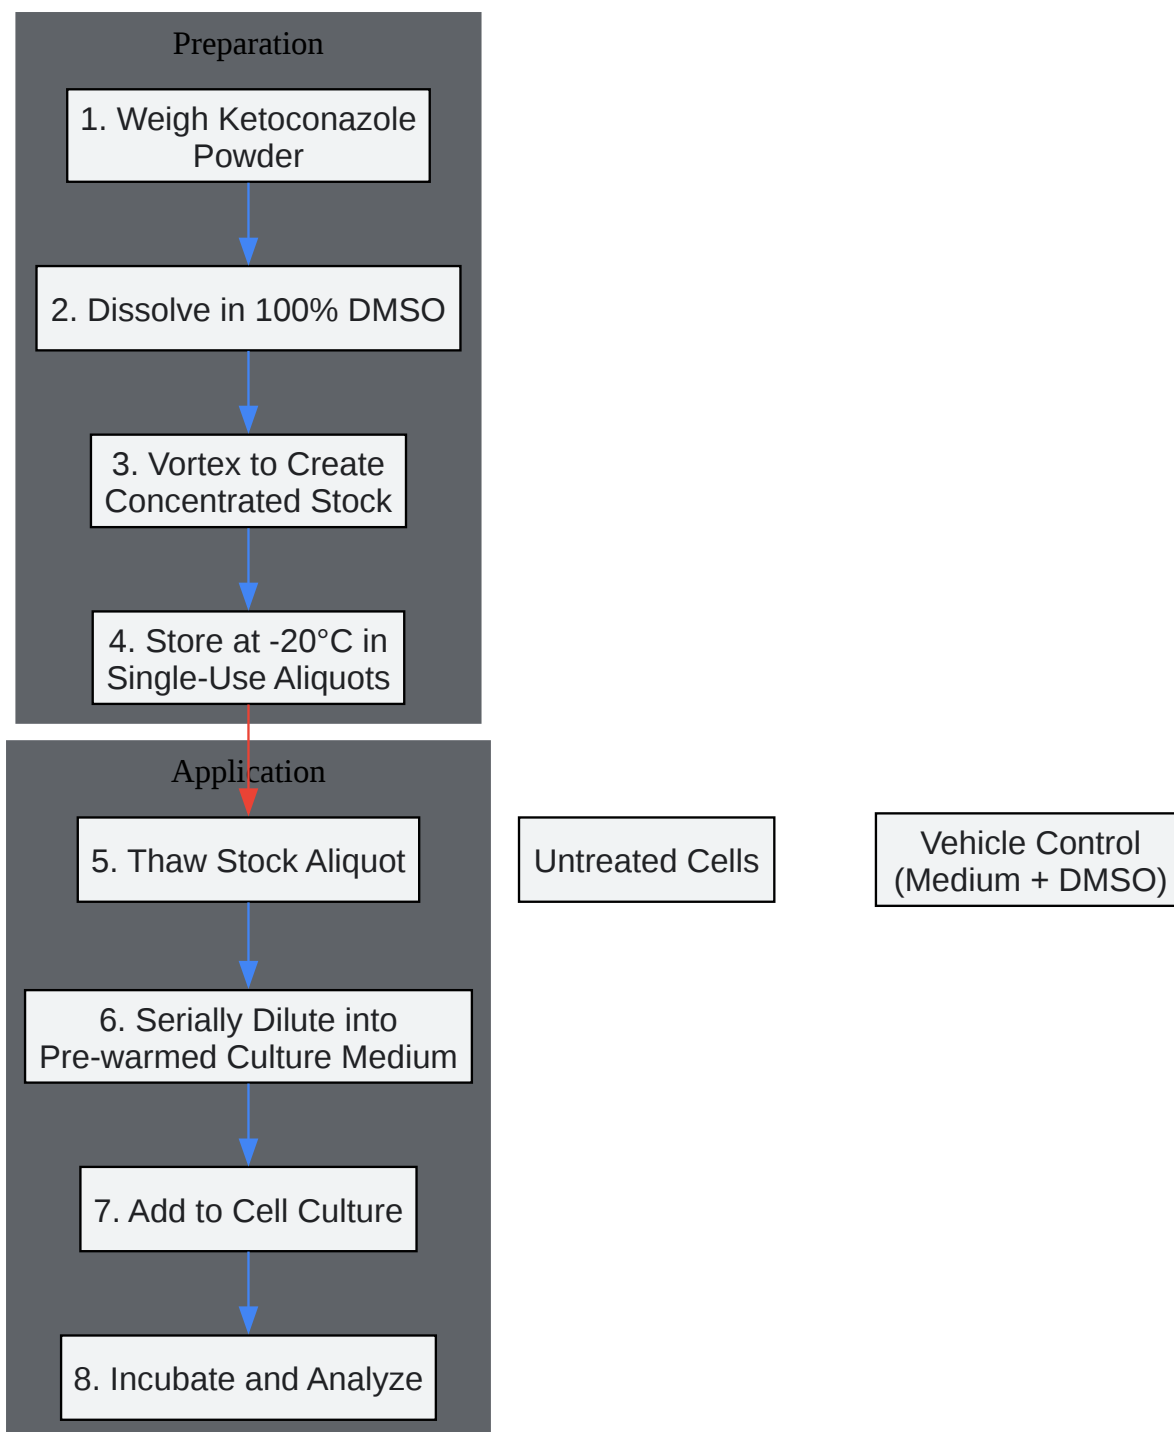 Preparation
1. Weigh Ketoconazole
Powder
2. Dissolve in 100% DMSO
3. Vortex to Create
Concentrated Stock
4. Store at -20°C in
Single-Use Aliquots
Application
5. Thaw Stock Aliquot
Untreated Cells
Vehicle Control
(Medium + DMSO)
6. Serially Dilute into
Pre-warmed Culture Medium
7. Add to Cell Culture
8. Incubate and Analyze